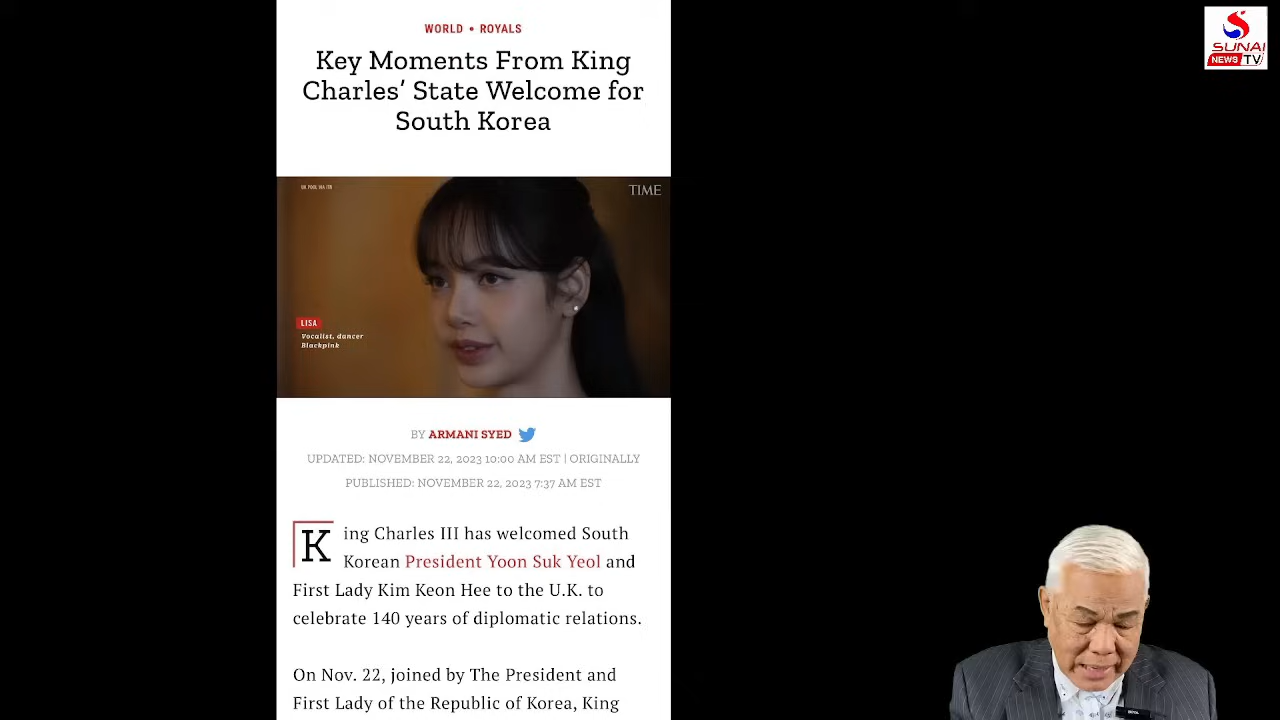 WORLD • ROYALS
Key Moments From King
Charles’ State Welcome for
South Korea
UK POOL VIA ITN
TIME
LISA
Vocalist, dancer
Blackpink
BY ARMANI SYED
UPDATED: NOVEMBER 22, 2023 10:00 AM EST | ORIGINALLY
PUBLISHED: NOVEMBER 22, 2023 7:37 AM EST
King Charles III has welcomed South
Korean President Yoon Suk Yeol and
First Lady Kim Keon Hee to the U.K. to
celebrate 140 years of diplomatic relations.
On Nov. 22, joined by The President and
First Lady of the Republic of Korea, King
SUNAI
NEWS TV